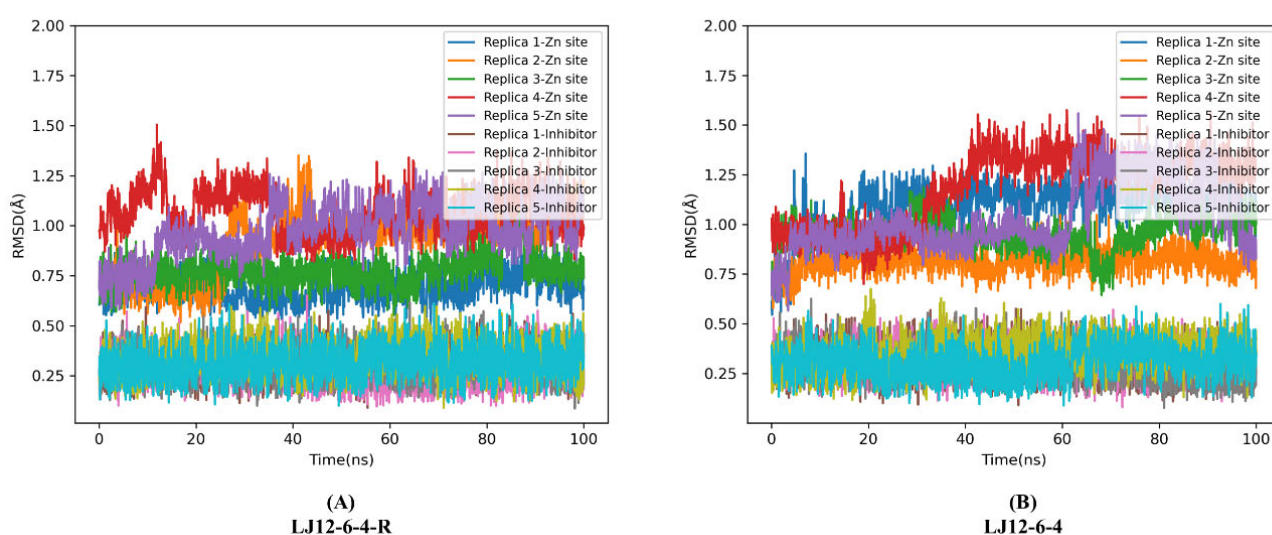 2.00
1.75
1.50
1.25
1.00
0.75
0.50
0.25
RMSD(Å)
0 20 40 60 80 100
Time(ns)
Replica 1-Zn site
Replica 2-Zn site
Replica 3-Zn site
Replica 4-Zn site
Replica 5-Zn site
Replica 1-Inhibitor
Replica 2-Inhibitor
Replica 3-Inhibitor
Replica 4-Inhibitor
Replica 5-Inhibitor
(A)
LJ12-6-4-R
2.00
1.75
1.50
1.25
1.00
0.75
0.50
0.25
RMSD(Å)
0 20 40 60 80 100
Time(ns)
Replica 1-Zn site
Replica 2-Zn site
Replica 3-Zn site
Replica 4-Zn site
Replica 5-Zn site
Replica 1-Inhibitor
Replica 2-Inhibitor
Replica 3-Inhibitor
Replica 4-Inhibitor
Replica 5-Inhibitor
(B)
LJ12-6-4